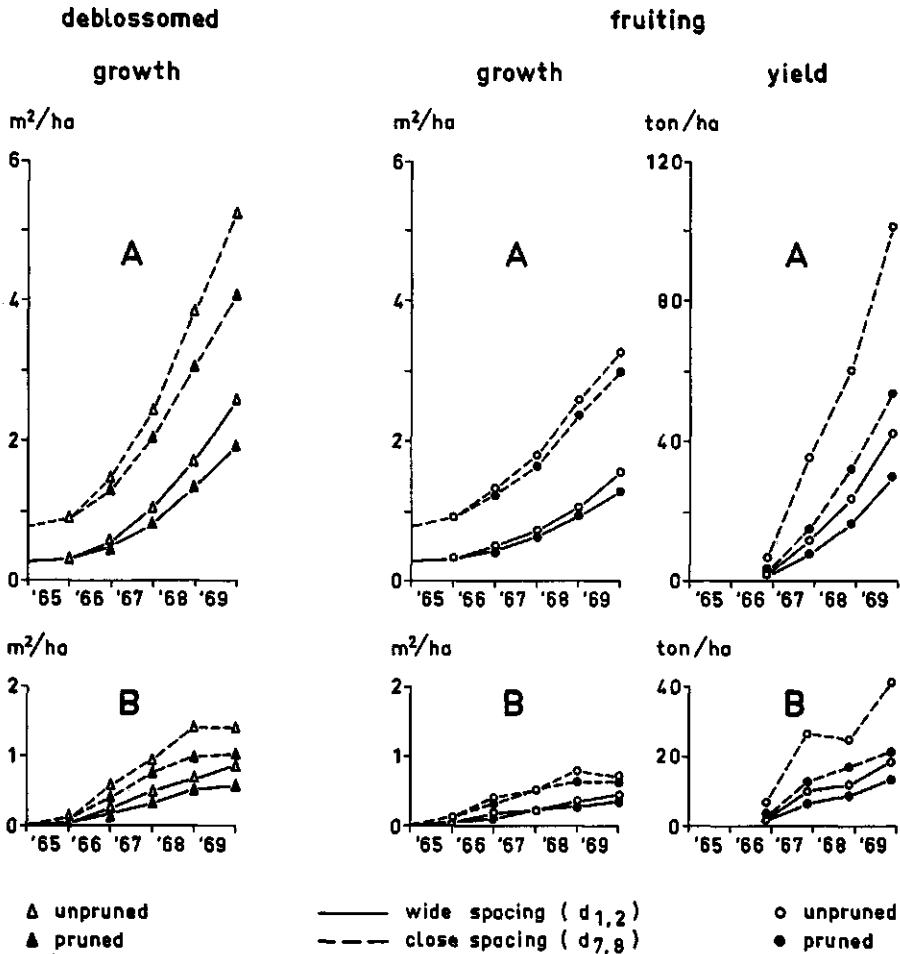 deblossomed fruiting
growth growth yield
m²/ha m²/ha ton/ha
6 6 120
A A A
4 4 80
2 2 40
0 0 0
'65 '66 '67 '68 '69 '65 '66 '67 '68 '69 '65 '66 '67 '68 '69
m²/ha m²/ha ton/ha
2 2 40
B B B
1 1 20
0 0 0
'65 '66 '67 '68 '69 '65 '66 '67 '68 '69 '65 '66 '67 '68 '69
unpruned wide spacing ( d1,2) unpruned
pruned close spacing ( d7,8) pruned